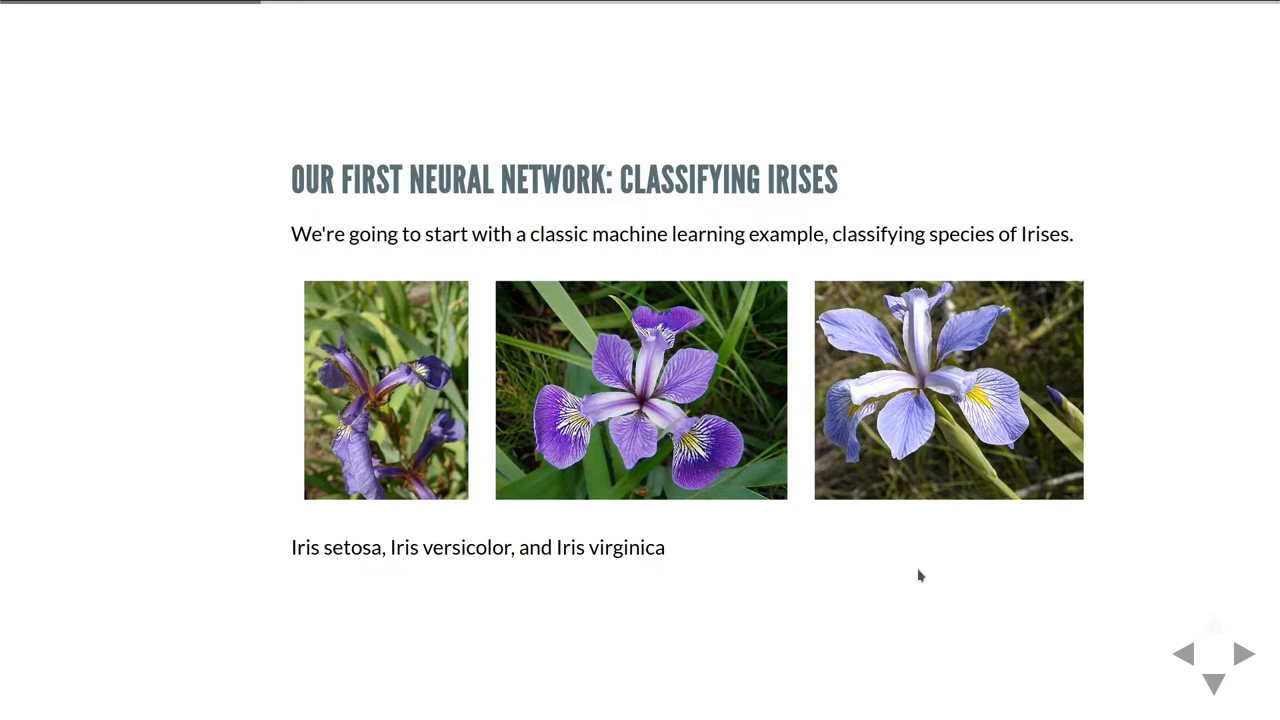 OUR FIRST NEURAL NETWORK: CLASSIFYING IRISES
We're going to start with a classic machine learning example, classifying species of Irises.
Iris setosa, Iris versicolor, and Iris virginica